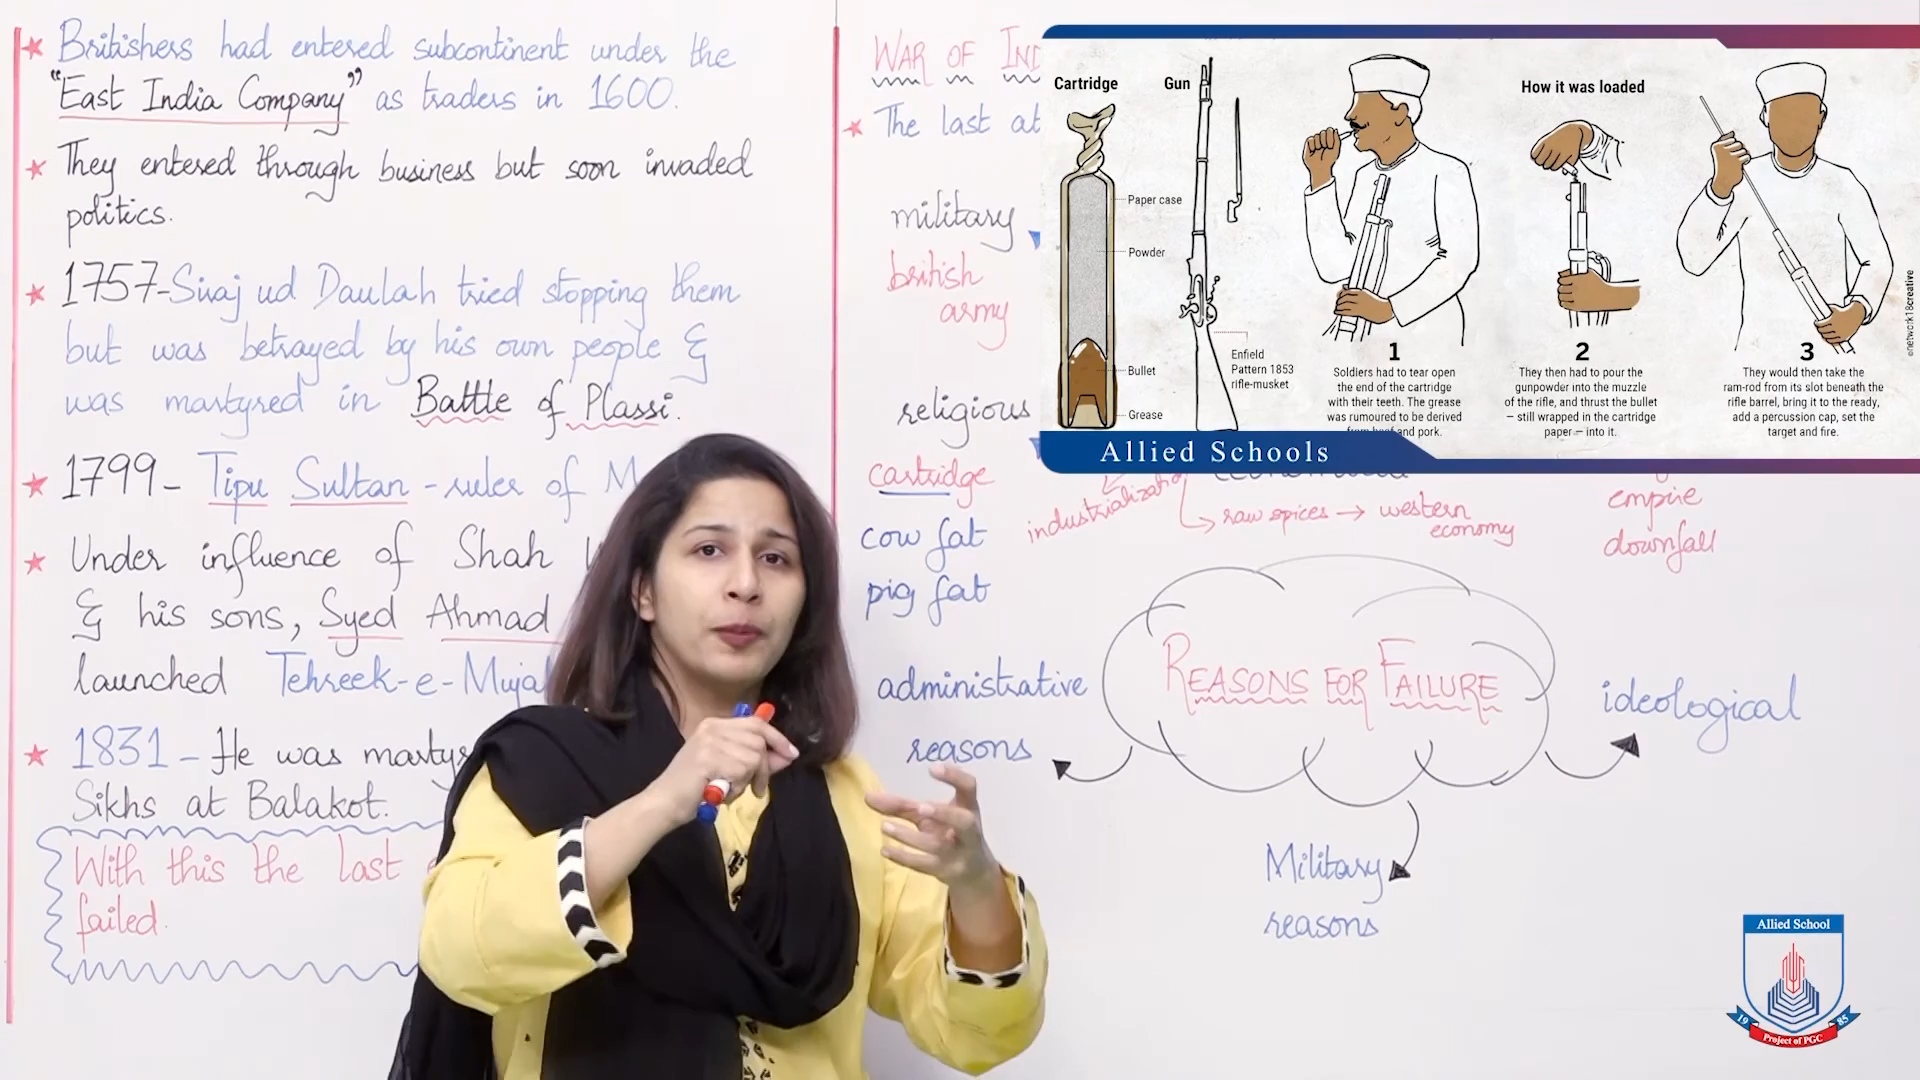 ★ Britishers had entered subcontinent under the
"East India Company" as traders in 1600.
★ They entered through business but soon invaded
politics.
★ 1757-Siraj ud Daulah tried stopping them
but was betrayed by his own people &
was martyred in Battle of Plassi.
★ 1799- Tipu Sultan - ruler of M
★ Under influence of Shah
& his sons, Syed Ahmad
launched Tehreek-e-Muja
★ 1831 - He was martyr
Sikhs at Balakot.
With this the last
failed.
WAR OF IND
★ The last at
military
british
army
religious
cartridge
cow fat
pig fat
administrative
reasons
industrialization
raw spices → western
economy
empire
downfall
REASONS FOR FAILURE
ideological
Military
reasons
Cartridge
Gun
How it was loaded
Paper case
Powder
Bullet
Grease
Enfield
Pattern 1853
rifle-musket
1
Soldiers had to tear open
the end of the cartridge
with their teeth. The grease
was rumoured to be derived
from beef and pork.
2
They then had to pour the
gunpowder into the muzzle
of the rifle, and thrust the bullet
– still wrapped in the cartridge
paper – into it.
3
They would then take the
ram-rod from its slot beneath the
rifle barrel, bring it to the ready,
add a percussion cap, set the
target and fire.
©network18creative
Allied Schools
Allied School
19 85
Project of PGC